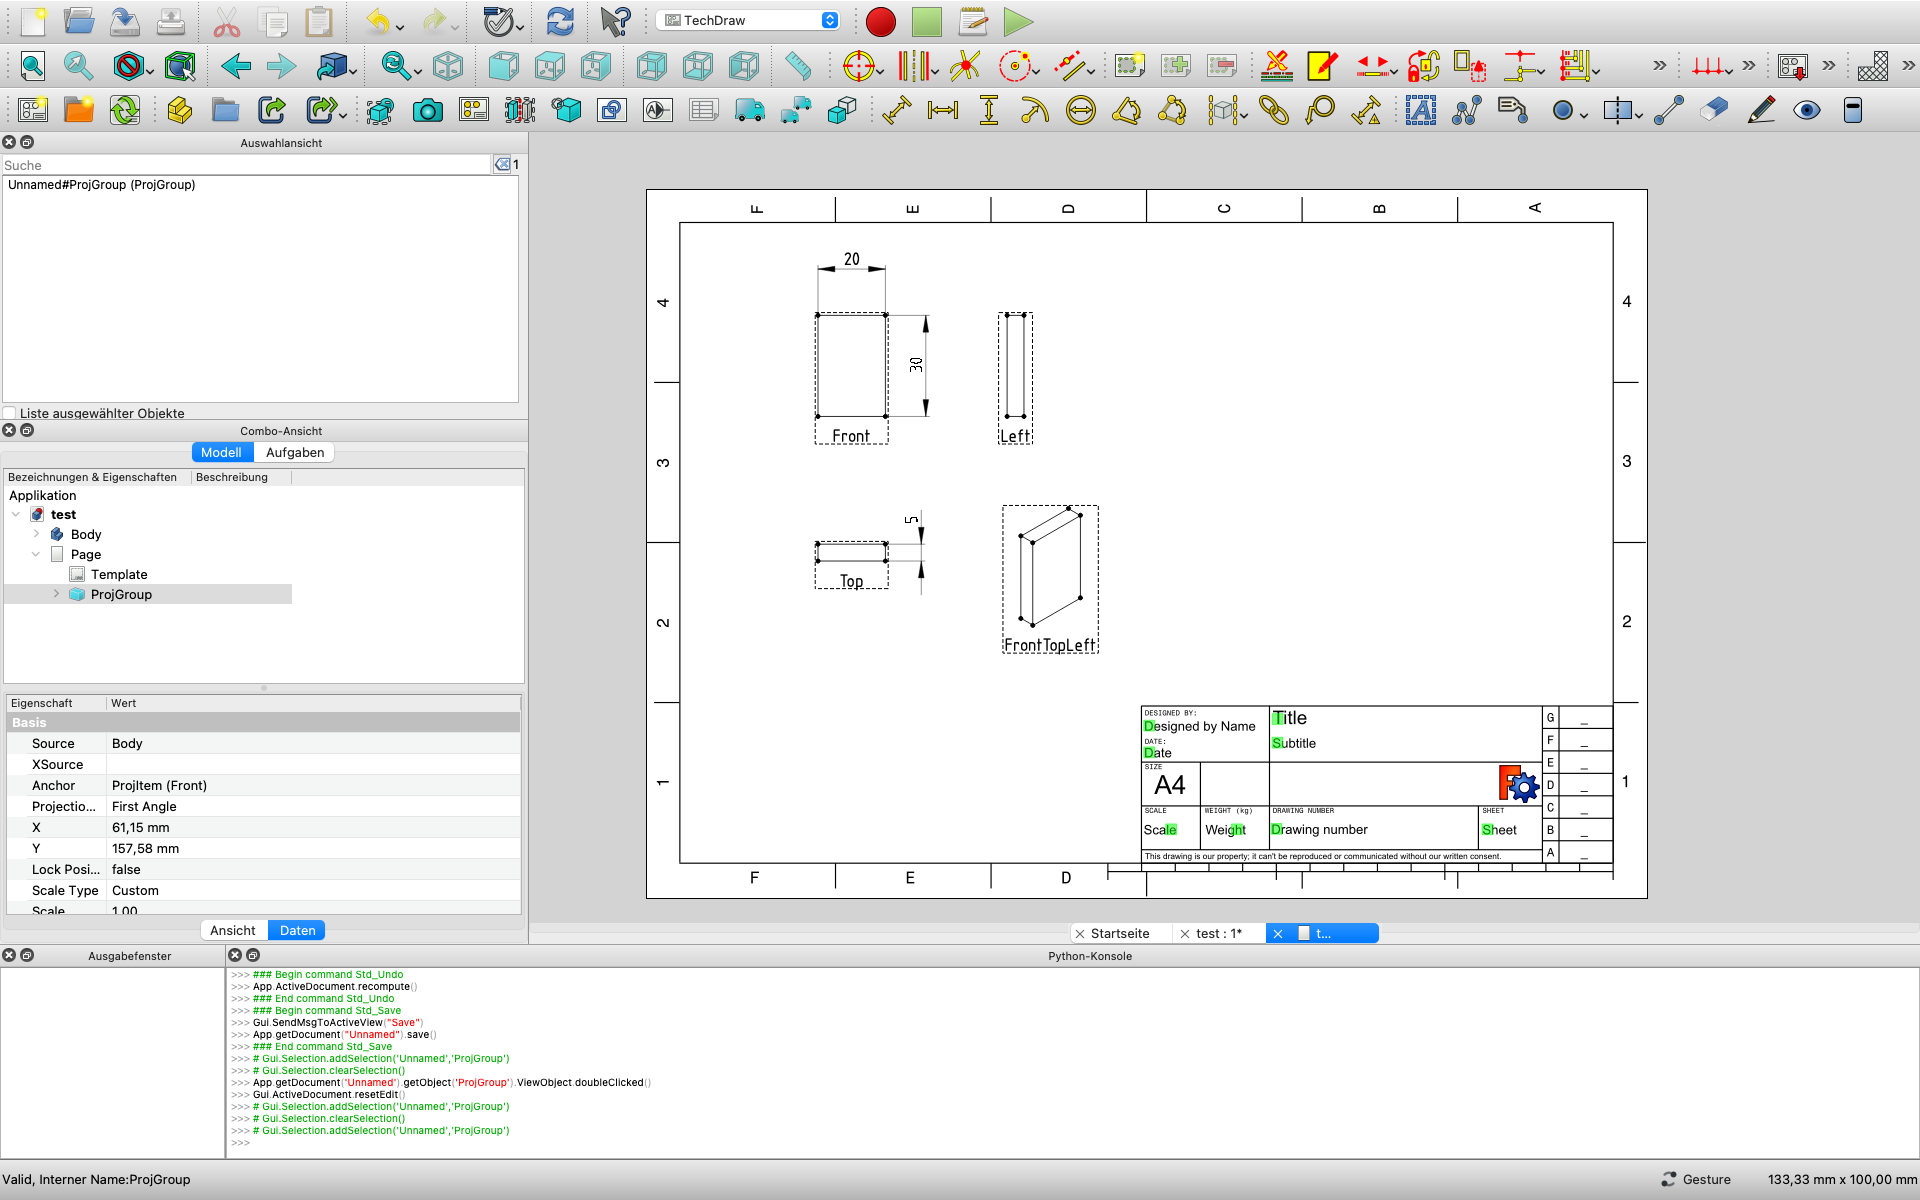 TechDraw
Auswahlansicht
Suche
1
Unnamed#ProjGroup (ProjGroup)
Liste ausgewählter Objekte
Combo-Ansicht
Modell
Aufgaben
Bezeichnungen & Eigenschaften
Beschreibung
Applikation
test
Body
Page
Template
ProjGroup
Eigenschaft
Wert
Basis
Source
Body
XSource
Anchor
ProjItem (Front)
Projectio...
First Angle
X
61,15 mm
Y
157,58 mm
Lock Posi...
false
Scale Type
Custom
Scale
1,00
Ansicht
Daten
F
E
D
C
B
A
4
3
2
1
4
3
2
1
F
E
D
20
30
Front
Left
5
Top
FrontTopLeft
DESIGNED BY:
Designed by Name
DATE:
Date
Title
Subtitle
SIZE
A4
SCALE
Scale
WEIGHT (kg)
Weight
DRAWING NUMBER
Drawing number
SHEET
Sheet
This drawing is our property; it can't be reproduced or communicated without our written consent.
G _
F _
E _
D _
C _
B _
A _
Startseite
test : 1*
t...
Ausgabefenster
Python-Konsole
>>> ### Begin command Std_Undo
>>> App.ActiveDocument.recompute()
>>> ### End command Std_Undo
>>> ### Begin command Std_Save
>>> Gui.SendMsgToActiveView("Save")
>>> App.getDocument("Unnamed").save()
>>> ### End command Std_Save
>>> # Gui.Selection.addSelection('Unnamed','ProjGroup')
>>> # Gui.Selection.clearSelection()
>>> App.getDocument('Unnamed').getObject('ProjGroup').ViewObject.doubleClicked()
>>> Gui.ActiveDocument.resetEdit()
>>> # Gui.Selection.addSelection('Unnamed','ProjGroup')
>>> # Gui.Selection.clearSelection()
>>> # Gui.Selection.addSelection('Unnamed','ProjGroup')
>>>
Valid, Interner Name:ProjGroup
Gesture
133,33 mm x 100,00 mm